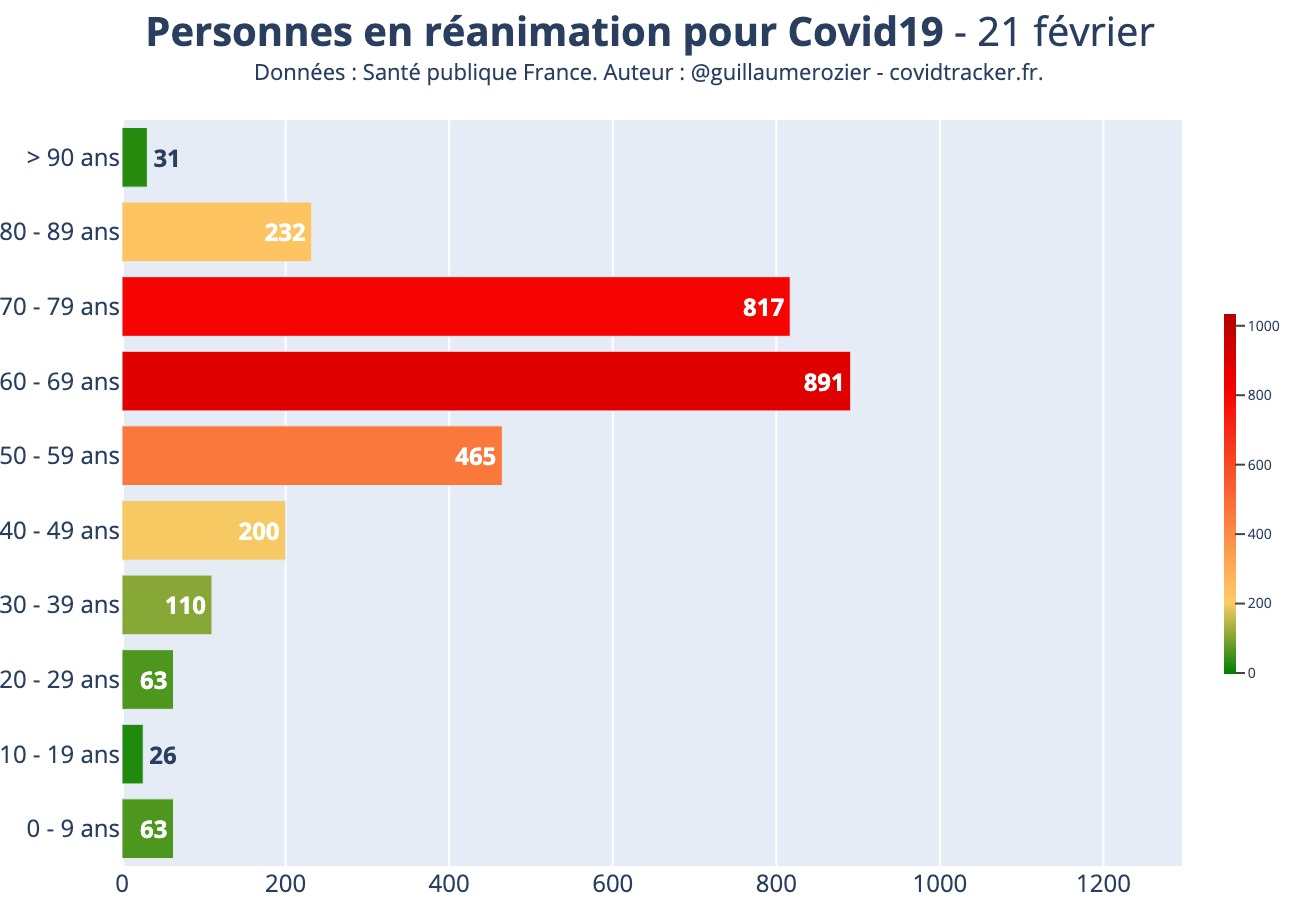 Personnes en réanimation pour Covid19 - 21 février
Données : Santé publique France. Auteur : @guillaumerozier - covidtracker.fr.
> 90 ans 31
80 - 89 ans 232
70 - 79 ans 817
60 - 69 ans 891
50 - 59 ans 465
40 - 49 ans 200
30 - 39 ans 110
20 - 29 ans 63
10 - 19 ans 26
0 - 9 ans 63
0 200 400 600 800 1000 1200
1000
800
600
400
200
0